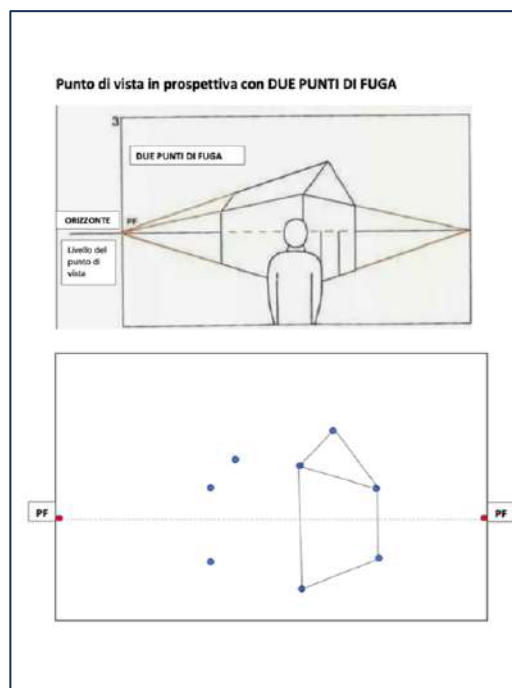 Punto di vista in prospettiva con DUE PUNTI DI FUGA
3
DUE PUNTI DI FUGA
ORIZZONTE
PF
Livello del
punto di
vista
PF
PF